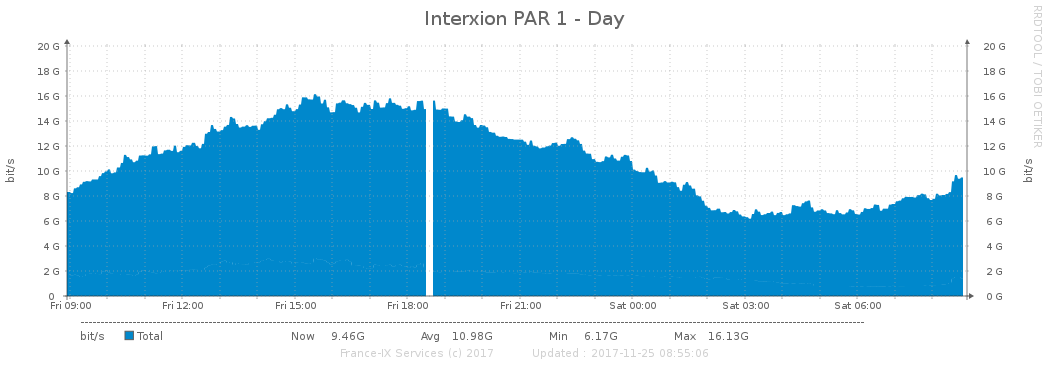 Interxion PAR 1 - Day
RRDTOOL / TOBI OETIKER
20 G 20 G
18 G 18 G
16 G 16 G
14 G 14 G
12 G 12 G
10 G 10 G
8 G 8 G
6 G 6 G
4 G 4 G
2 G 2 G
0 0 G
bit/s
bit/s
Fri 09:00 Fri 12:00 Fri 15:00 Fri 18:00 Fri 21:00 Sat 00:00 Sat 03:00 Sat 06:00
bit/s Total Now 9.46G Avg 10.98G Min 6.17G Max 16.13G
France-IX Services (c) 2017 Updated : 2017-11-25 08:55:06